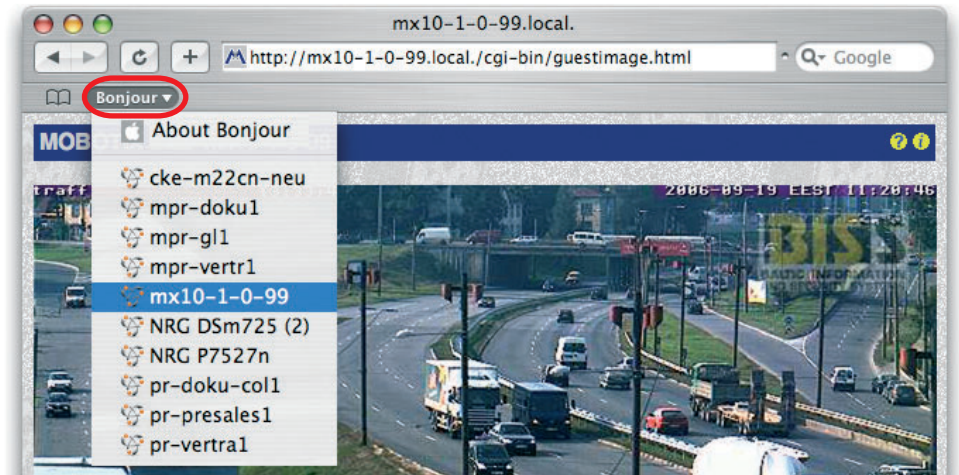 mx10-1-0-99.local.
http://mx10-1-0-99.local./cgi-bin/guestimage.html
Google
Bonjour
About Bonjour
MOB
? i
cke-m22cn-neu
traff
2006-09-19 EEST 11:20:46
mpr-doku1
mpr-gl1
BISS
mpr-vertr1
BALTIC INFORMATION
mx10-1-0-99
NRG DSm725 (2)
NRG P7527n
pr-doku-col1
pr-presales1
pr-vertra1